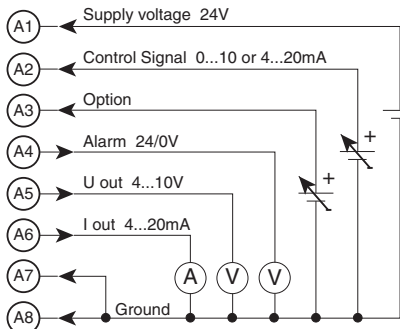 A1 Supply voltage 24V
A2 Control Signal 0...10 or 4...20mA
A3 Option
A4 Alarm 24/0V
A5 U out 4...10V
A6 I out 4...20mA
A7 A V V
A8 Ground
+
+